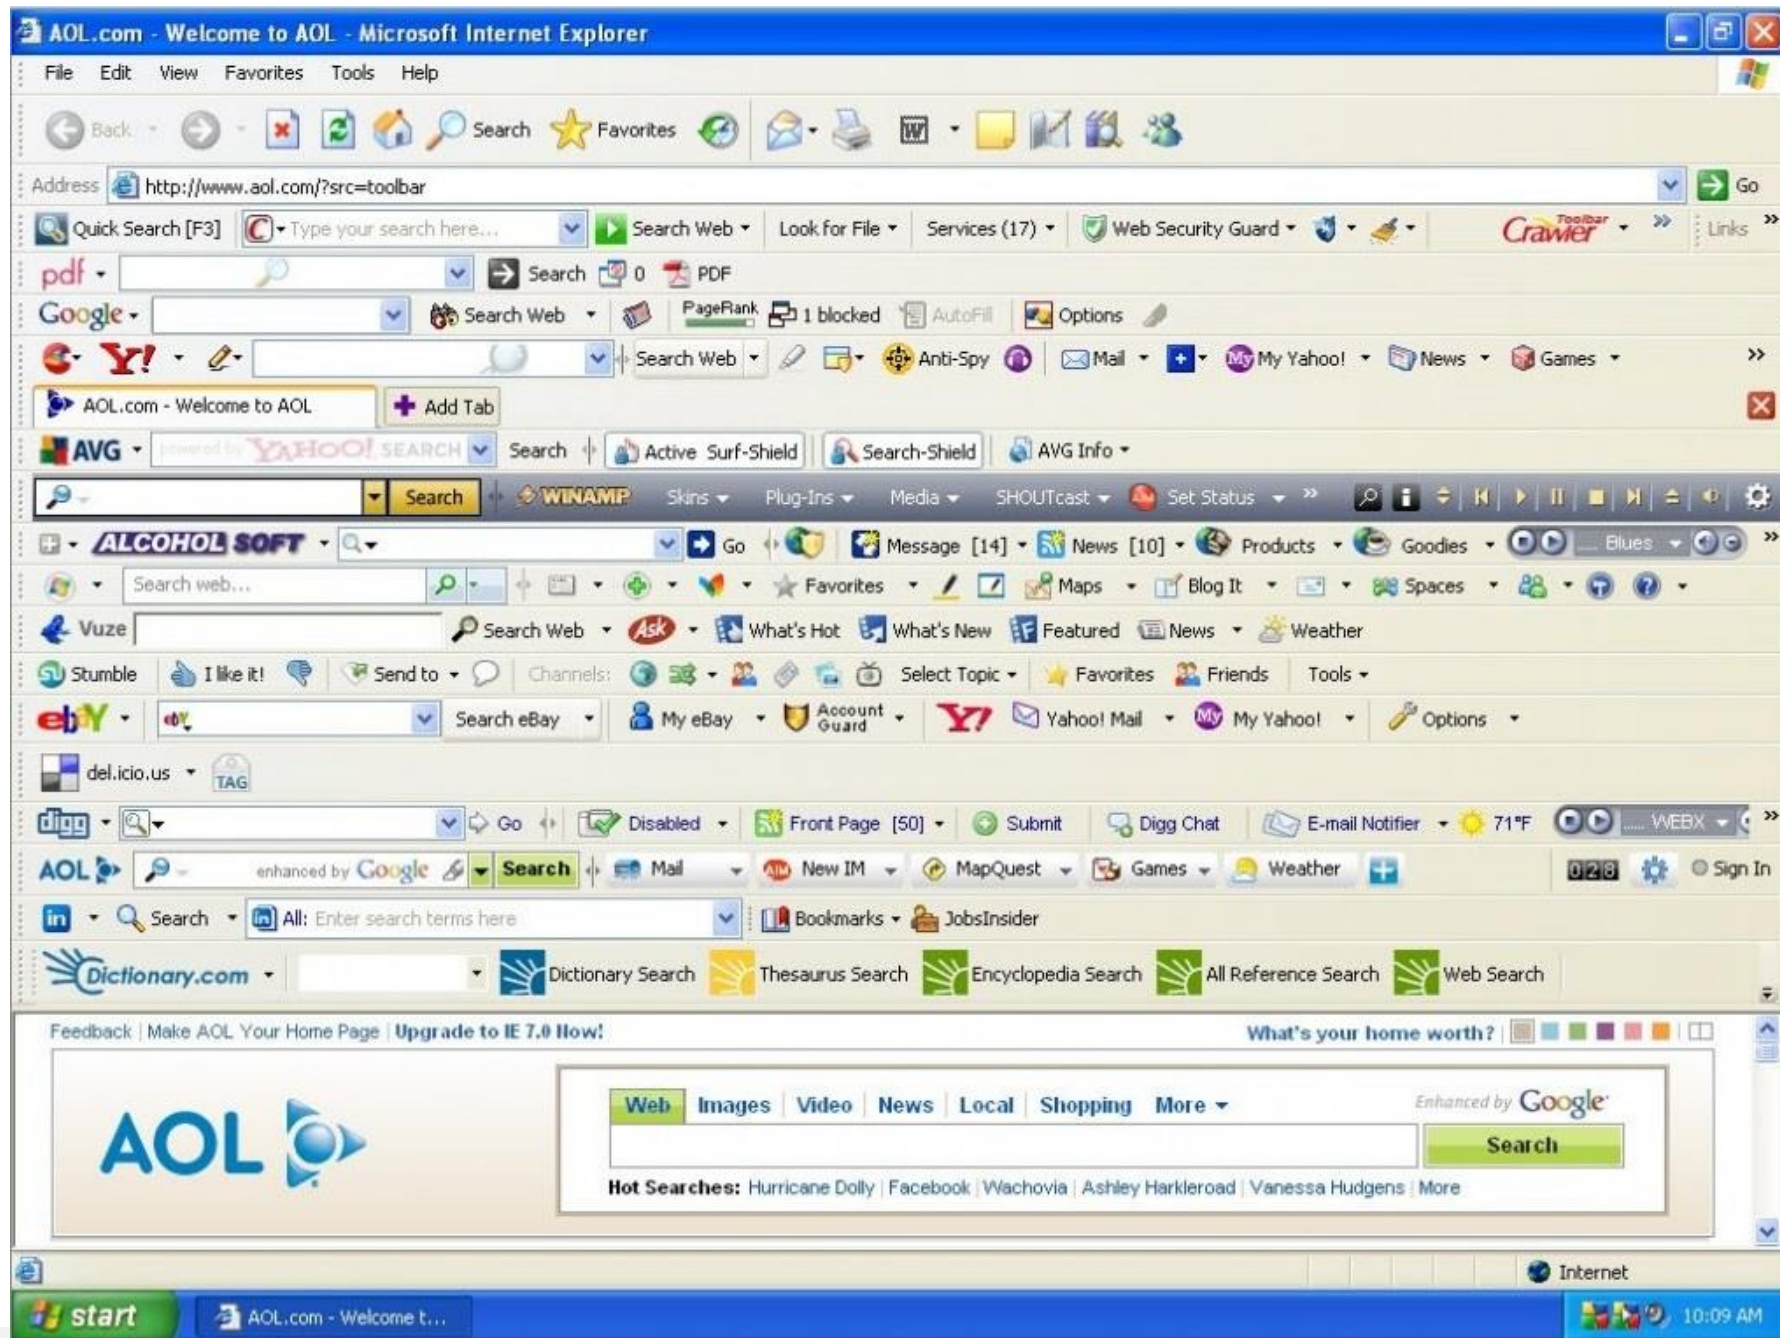 AOL.com - Welcome to AOL - Microsoft Internet Explorer
File Edit View Favorites Tools Help
Back Search Favorites
Address http://www.aol.com/?src=toolbar Go
Quick Search [F3] Type your search here... Search Web Look for File Services (17) Web Security Guard Crawler Toolbar Links
pdf Search 0 PDF
Google Search Web PageRank 1 blocked AutoFill Options
Y! Search Web Anti-Spy Mail My My Yahoo! News Games
AOL.com - Welcome to AOL Add Tab
AVG powered by YAHOO! SEARCH Search Active Surf-Shield Search-Shield AVG Info
Search WINAMP Skins Plug-Ins Media SHOUTcast Set Status
ALCOHOL SOFT Go Message [14] News [10] Products Goodies Blues
Search web... Favorites Maps Blog It Spaces
Vuze Search Web Ask What's Hot What's New Featured News Weather
Stumble I like it! Send to Channels: Select Topic Favorites Friends Tools
ebY ebY Search eBay My eBay Account Guard Y! Yahoo! Mail My My Yahoo! Options
del.icio.us TAG
digg Go Disabled Front Page [50] Submit Digg Chat E-mail Notifier 71°F ..... WEBX
AOL enhanced by Google Search Mail New IM MapQuest Games Weather 028 Sign In
in Search in All: Enter search terms here Bookmarks JobsInsider
Dictionary.com Dictionary Search Thesaurus Search Encyclopedia Search All Reference Search Web Search
Feedback | Make AOL Your Home Page | Upgrade to IE 7.0 Now! What's your home worth?
Web Images Video News Local Shopping More Enhanced by Google
AOL Search
Hot Searches: Hurricane Dolly | Facebook | Wachovia | Ashley Harkleroad | Vanessa Hudgens | More
Internet
start AOL.com - Welcome t... 10:09 AM